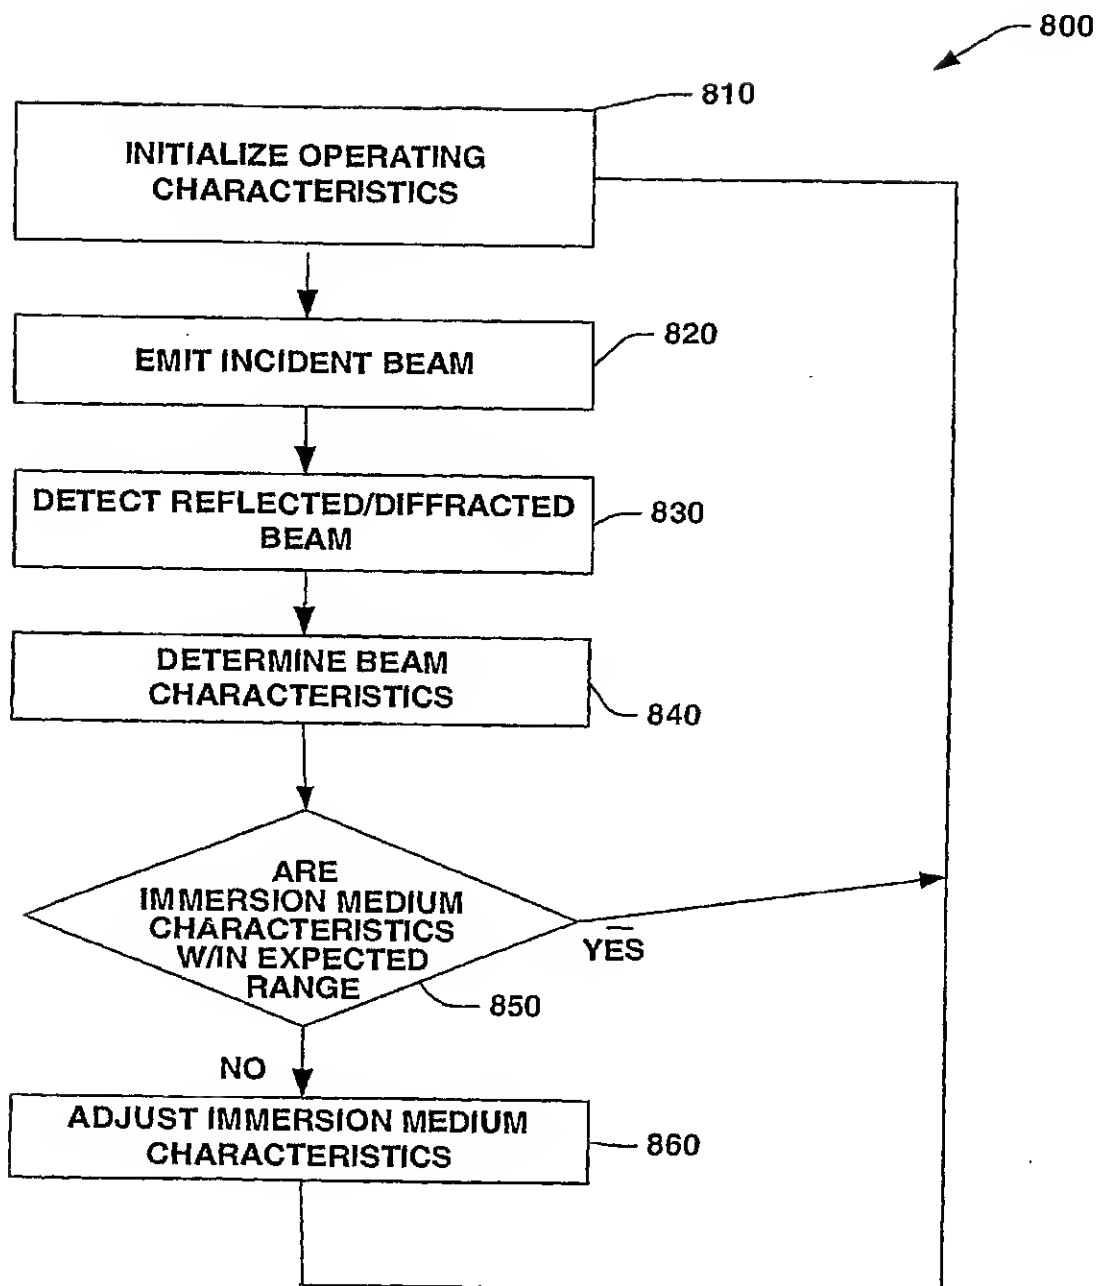 800
810
INITIALIZE OPERATING
CHARACTERISTICS
820
EMIT INCIDENT BEAM
DETECT REFLECTED/DIFFRACTED
BEAM
830
DETERMINE BEAM
CHARACTERISTICS
840
ARE
IMMERSION MEDIUM
CHARACTERISTICS
W/IN EXPECTED
RANGE
YES
850
NO
ADJUST IMMERSION MEDIUM
CHARACTERISTICS
860